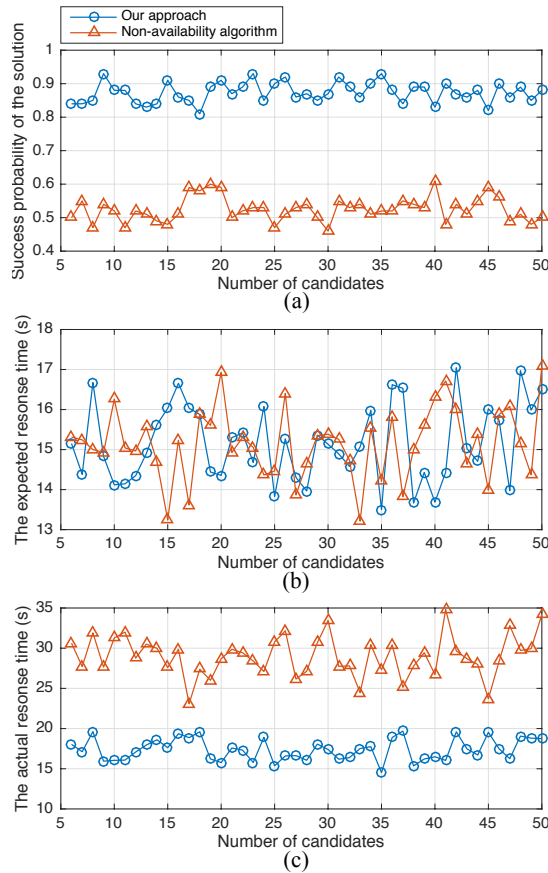 Our approach
Non-availability algorithm
Success probability of the solution
1
0.9
0.8
0.7
0.6
0.5
0.4
5 10 15 20 25 30 35 40 45 50
Number of candidates
(a)
The expected resonse time (s)
18
17
16
15
14
13
5 10 15 20 25 30 35 40 45 50
Number of candidates
(b)
The actual response time (s)
35
30
25
20
15
10
5 10 15 20 25 30 35 40 45 50
Number of candidates
(c)